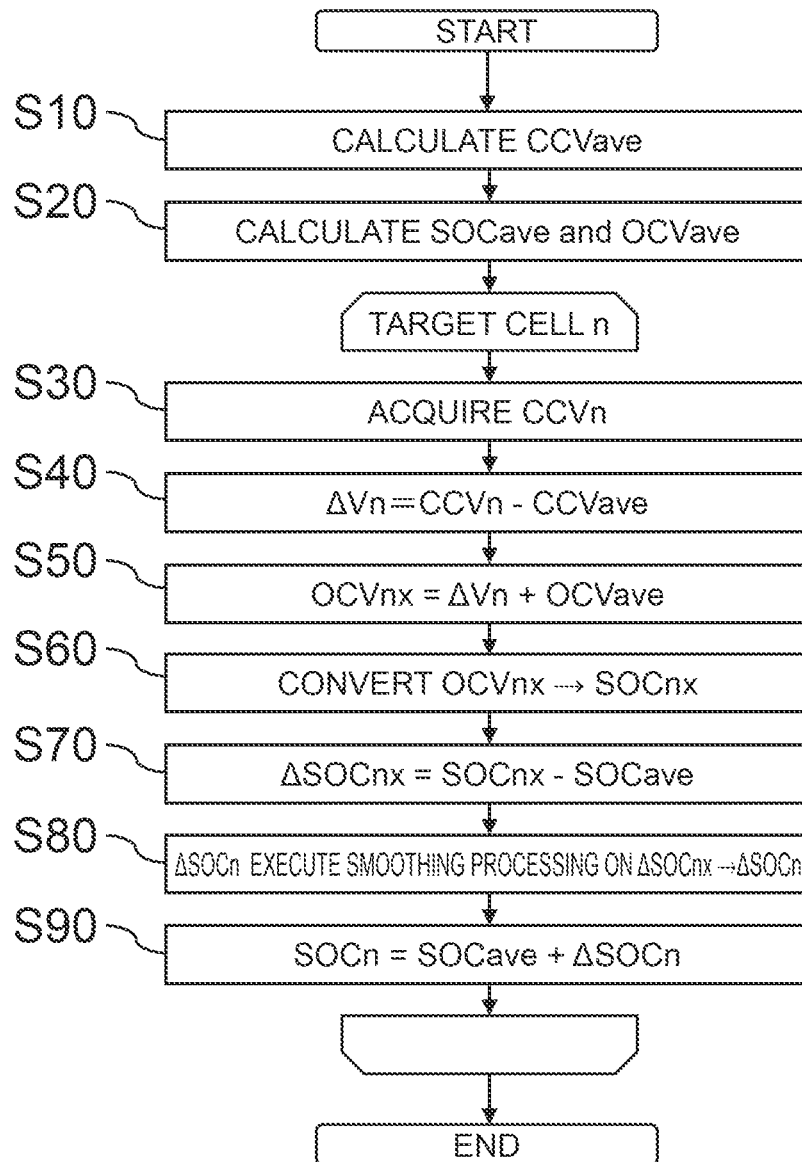 START
S10
CALCULATE CCVave
S20
CALCULATE SOCave and OCVave
TARGET CELL n
S30
ACQUIRE CCVn
S40
ΔVn=CCVn - CCVave
S50
OCVnx = ΔVn + OCVave
S60
CONVERT OCVnx → SOCnx
S70
ΔSOCnx = SOCnx - SOCave
S80
ΔSOCn EXECUTE SMOOTHING PROCESSING ON ΔSOCnx →ΔSOCn
S90
SOCn = SOCave + ΔSOCn
END